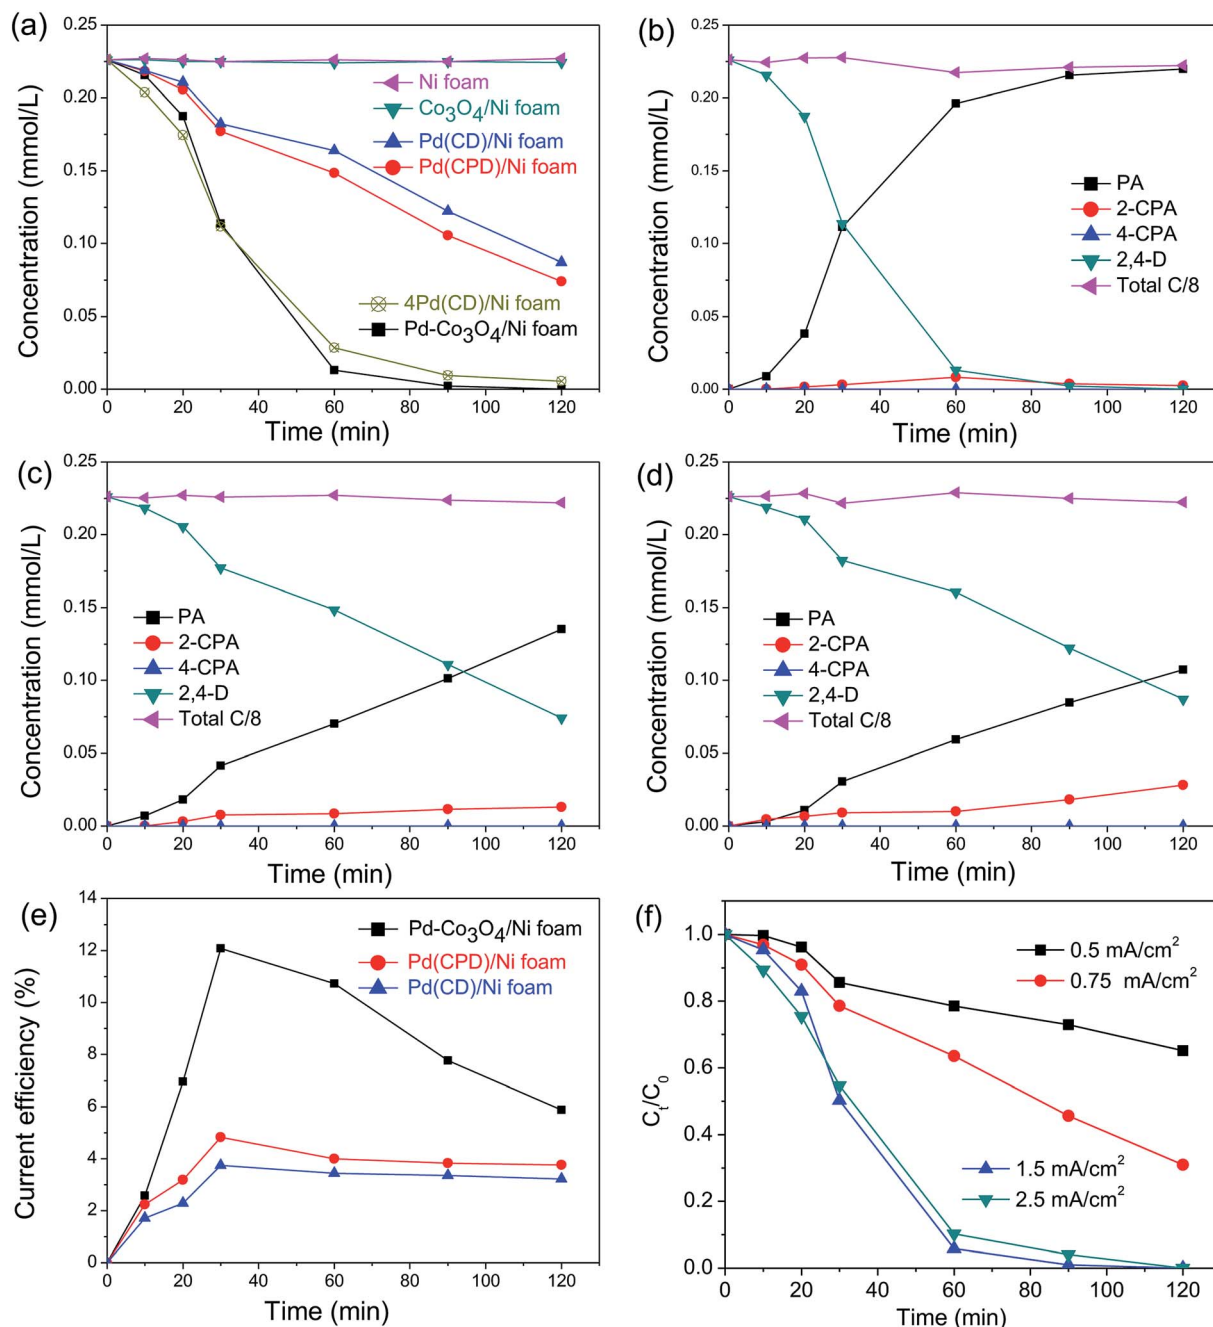 (a)
0.25
0.20
0.15
0.10
0.05
0.00
Concentration (mmol/L)
Ni foam
Co₃O₄/Ni foam
Pd(CD)/Ni foam
Pd(CPD)/Ni foam
4Pd(CD)/Ni foam
Pd-Co₃O₄/Ni foam
0 20 40 60 80 100 120
Time (min)
(b)
0.25
0.20
0.15
0.10
0.05
0.00
Concentration (mmol/L)
PA
2-CPA
4-CPA
2,4-D
Total C/8
0 20 40 60 80 100 120
Time (min)
(c)
0.25
0.20
0.15
0.10
0.05
0.00
Concentration (mmol/L)
PA
2-CPA
4-CPA
2,4-D
Total C/8
0 20 40 60 80 100 120
Time (min)
(d)
0.25
0.20
0.15
0.10
0.05
0.00
Concentration (mmol/L)
PA
2-CPA
4-CPA
2,4-D
Total C/8
0 20 40 60 80 100 120
Time (min)
(e)
14
12
10
8
6
4
2
0
Current efficiency (%)
Pd-Co₃O₄/Ni foam
Pd(CPD)/Ni foam
Pd(CD)/Ni foam
0 20 40 60 80 100 120
Time (min)
(f)
1.0
0.8
0.6
0.4
0.2
0.0
Cₜ/C₀
0.5 mA/cm²
0.75 mA/cm²
1.5 mA/cm²
2.5 mA/cm²
0 20 40 60 80 100 120
Time (min)